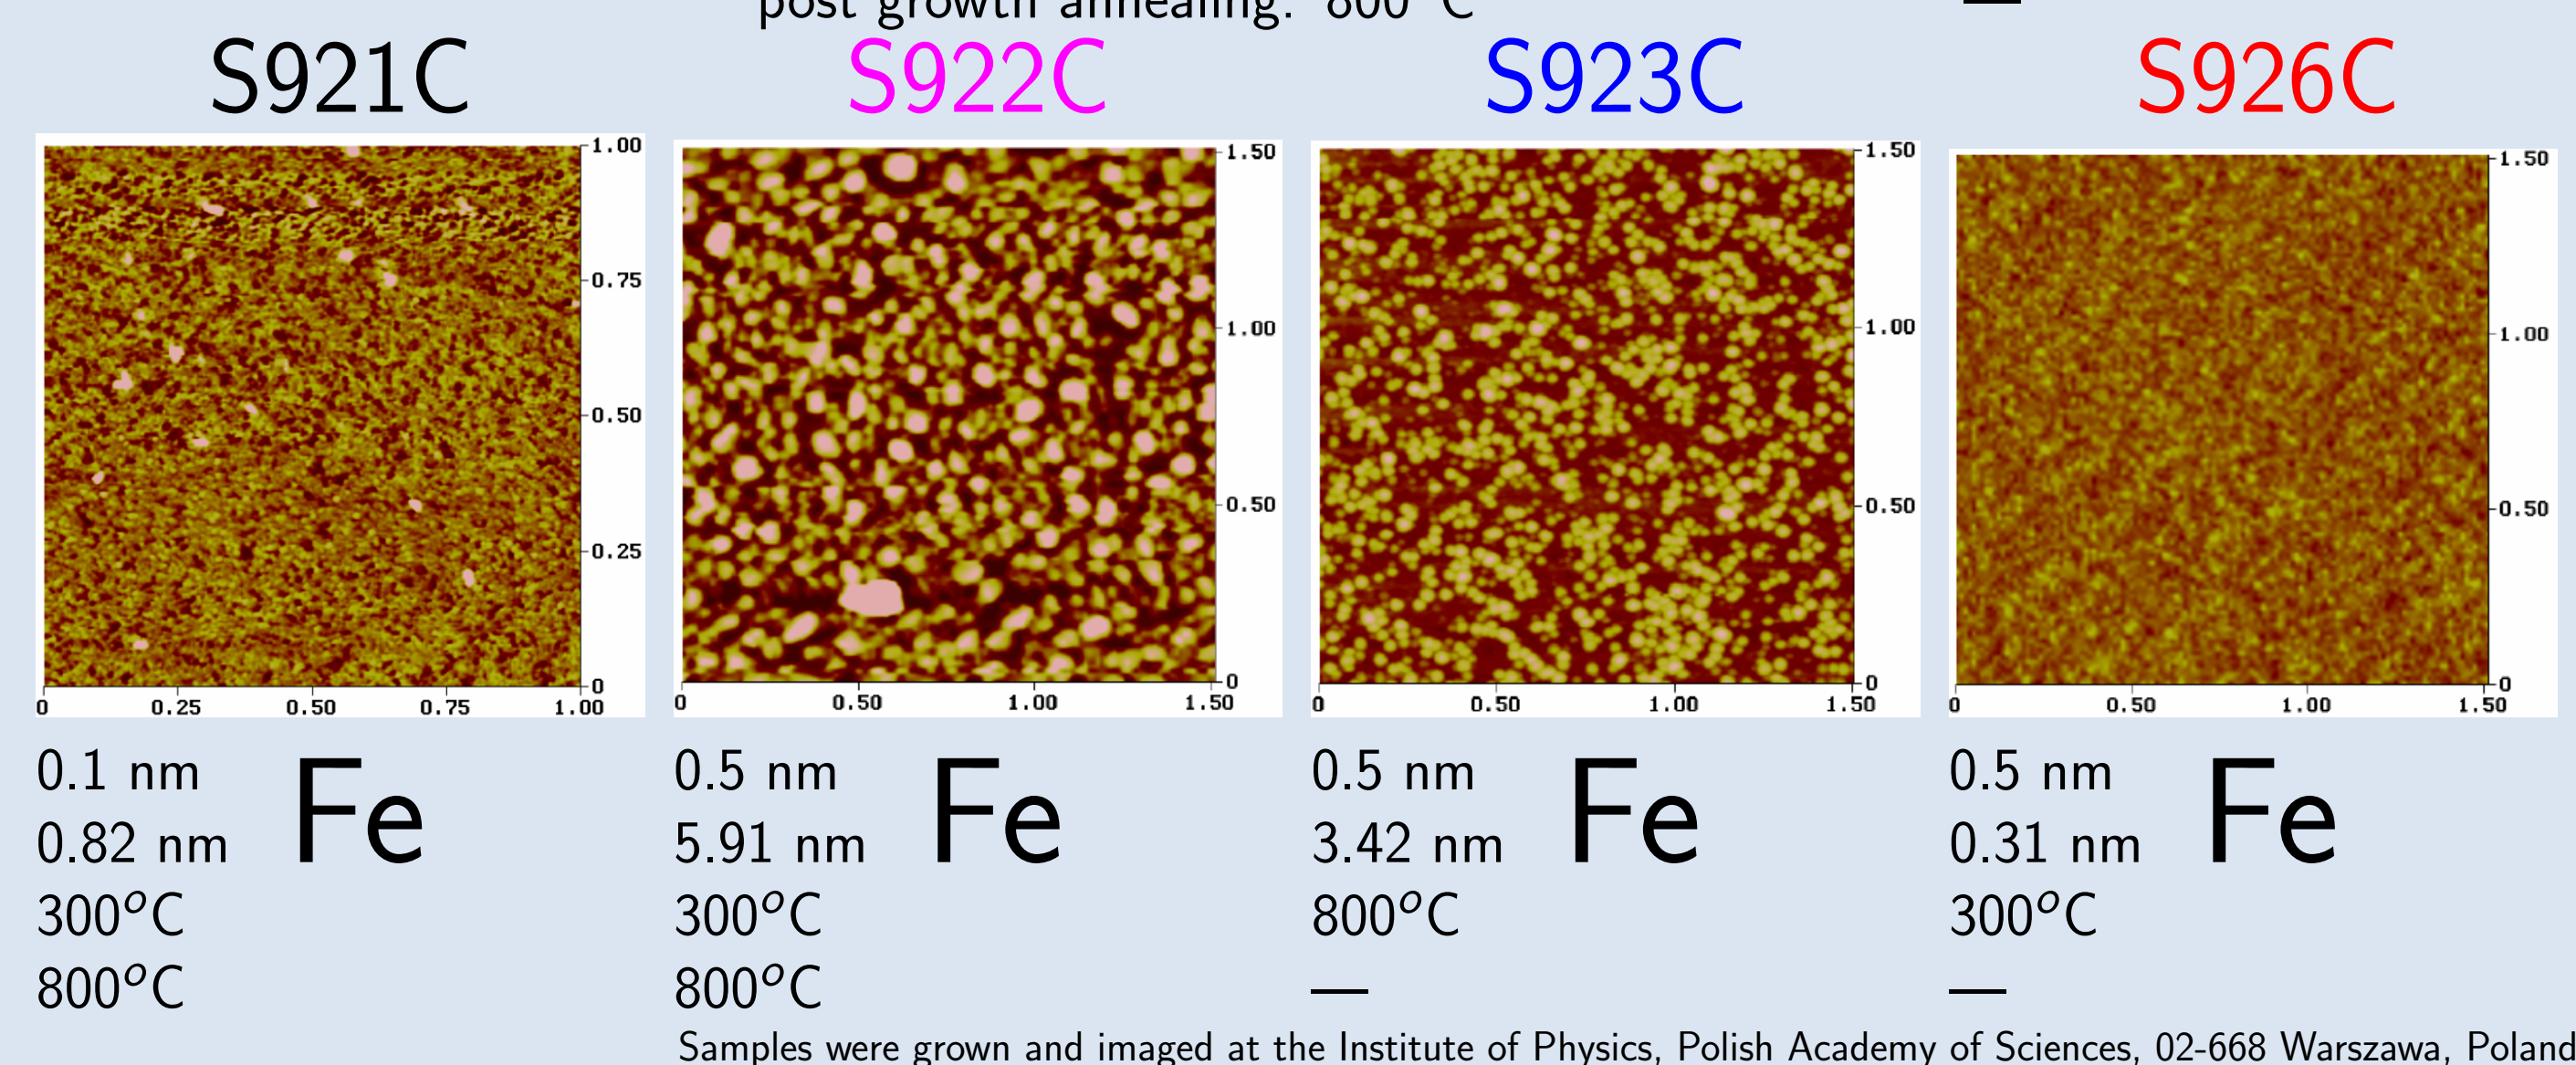 post growth annealing: 800°C —
S921C S922C S923C S926C
1.00
0.75
0.50
0.25
0
0 0.25 0.50 0.75 1.00
1.50
1.00
0.50
0
0 0.50 1.00 1.50
1.50
1.00
0.50
0
0 0.50 1.00 1.50
1.50
1.00
0.50
0
0 0.50 1.00 1.50
0.1 nm
0.82 nm
300°C
800°C
Fe
0.5 nm
5.91 nm
300°C
800°C
Fe
0.5 nm
3.42 nm
800°C
—
Fe
0.5 nm
0.31 nm
300°C
—
Fe
Samples were grown and imaged at the Institute of Physics, Polish Academy of Sciences, 02-668 Warszawa, Poland